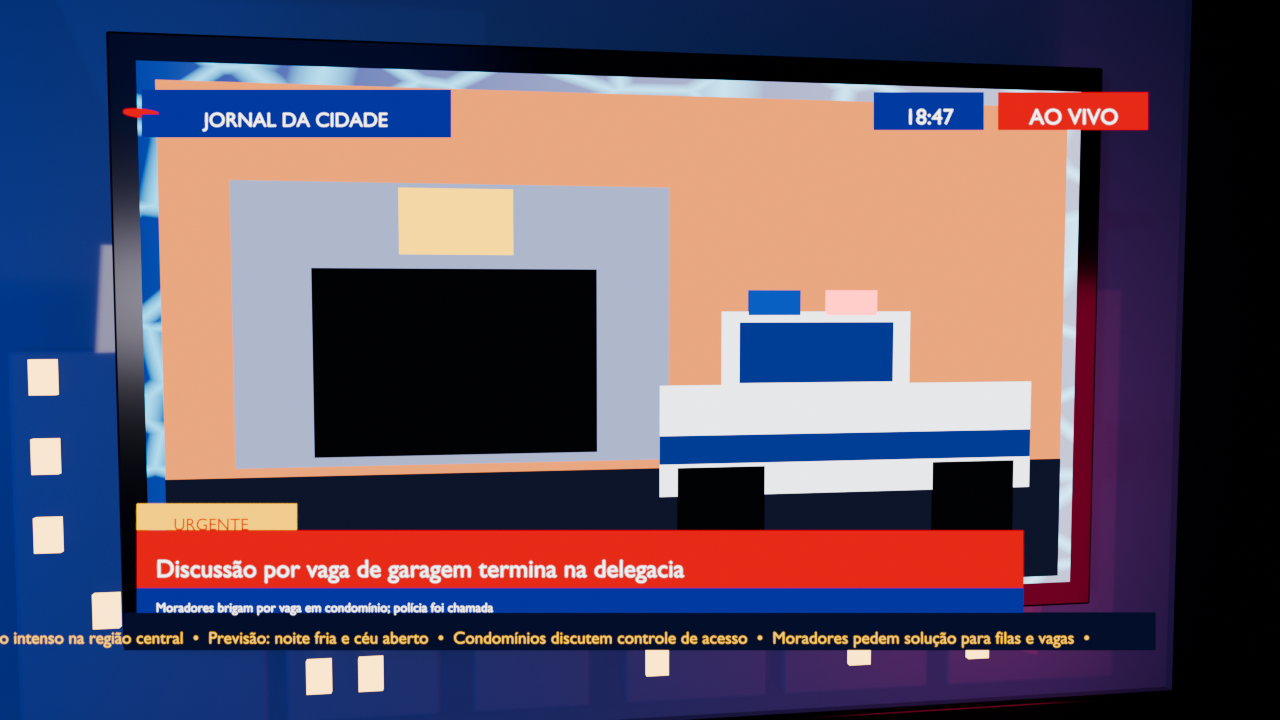 JORNAL DA CIDADE
18:47
AO VIVO
URGENTE
Discussão por vaga de garagem termina na delegacia
Moradores brigam por vaga em condomínio; polícia foi chamada
o intenso na região central • Previsão: noite fria e céu aberto • Condomínios discutem controle de acesso • Moradores pedem solução para filas e vagas •